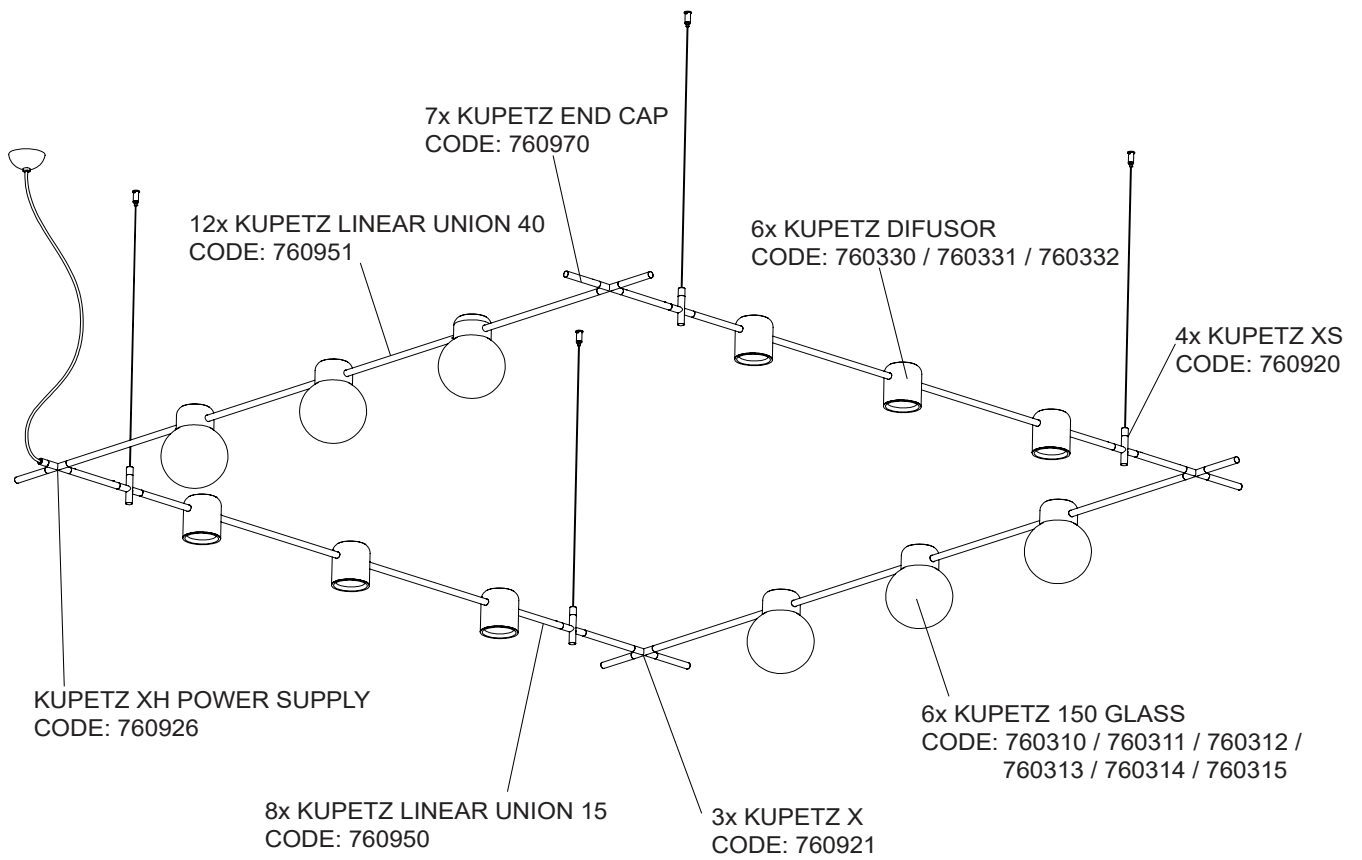 7x KUPETZ END CAP
CODE: 760970
12x KUPETZ LINEAR UNION 40
CODE: 760951
6x KUPETZ DIFUSOR
CODE: 760330 / 760331 / 760332
4x KUPETZ XS
CODE: 760920
KUPETZ XH POWER SUPPLY
CODE: 760926
8x KUPETZ LINEAR UNION 15
CODE: 760950
3x KUPETZ X
CODE: 760921
6x KUPETZ 150 GLASS
CODE: 760310 / 760311 / 760312 /
760313 / 760314 / 760315